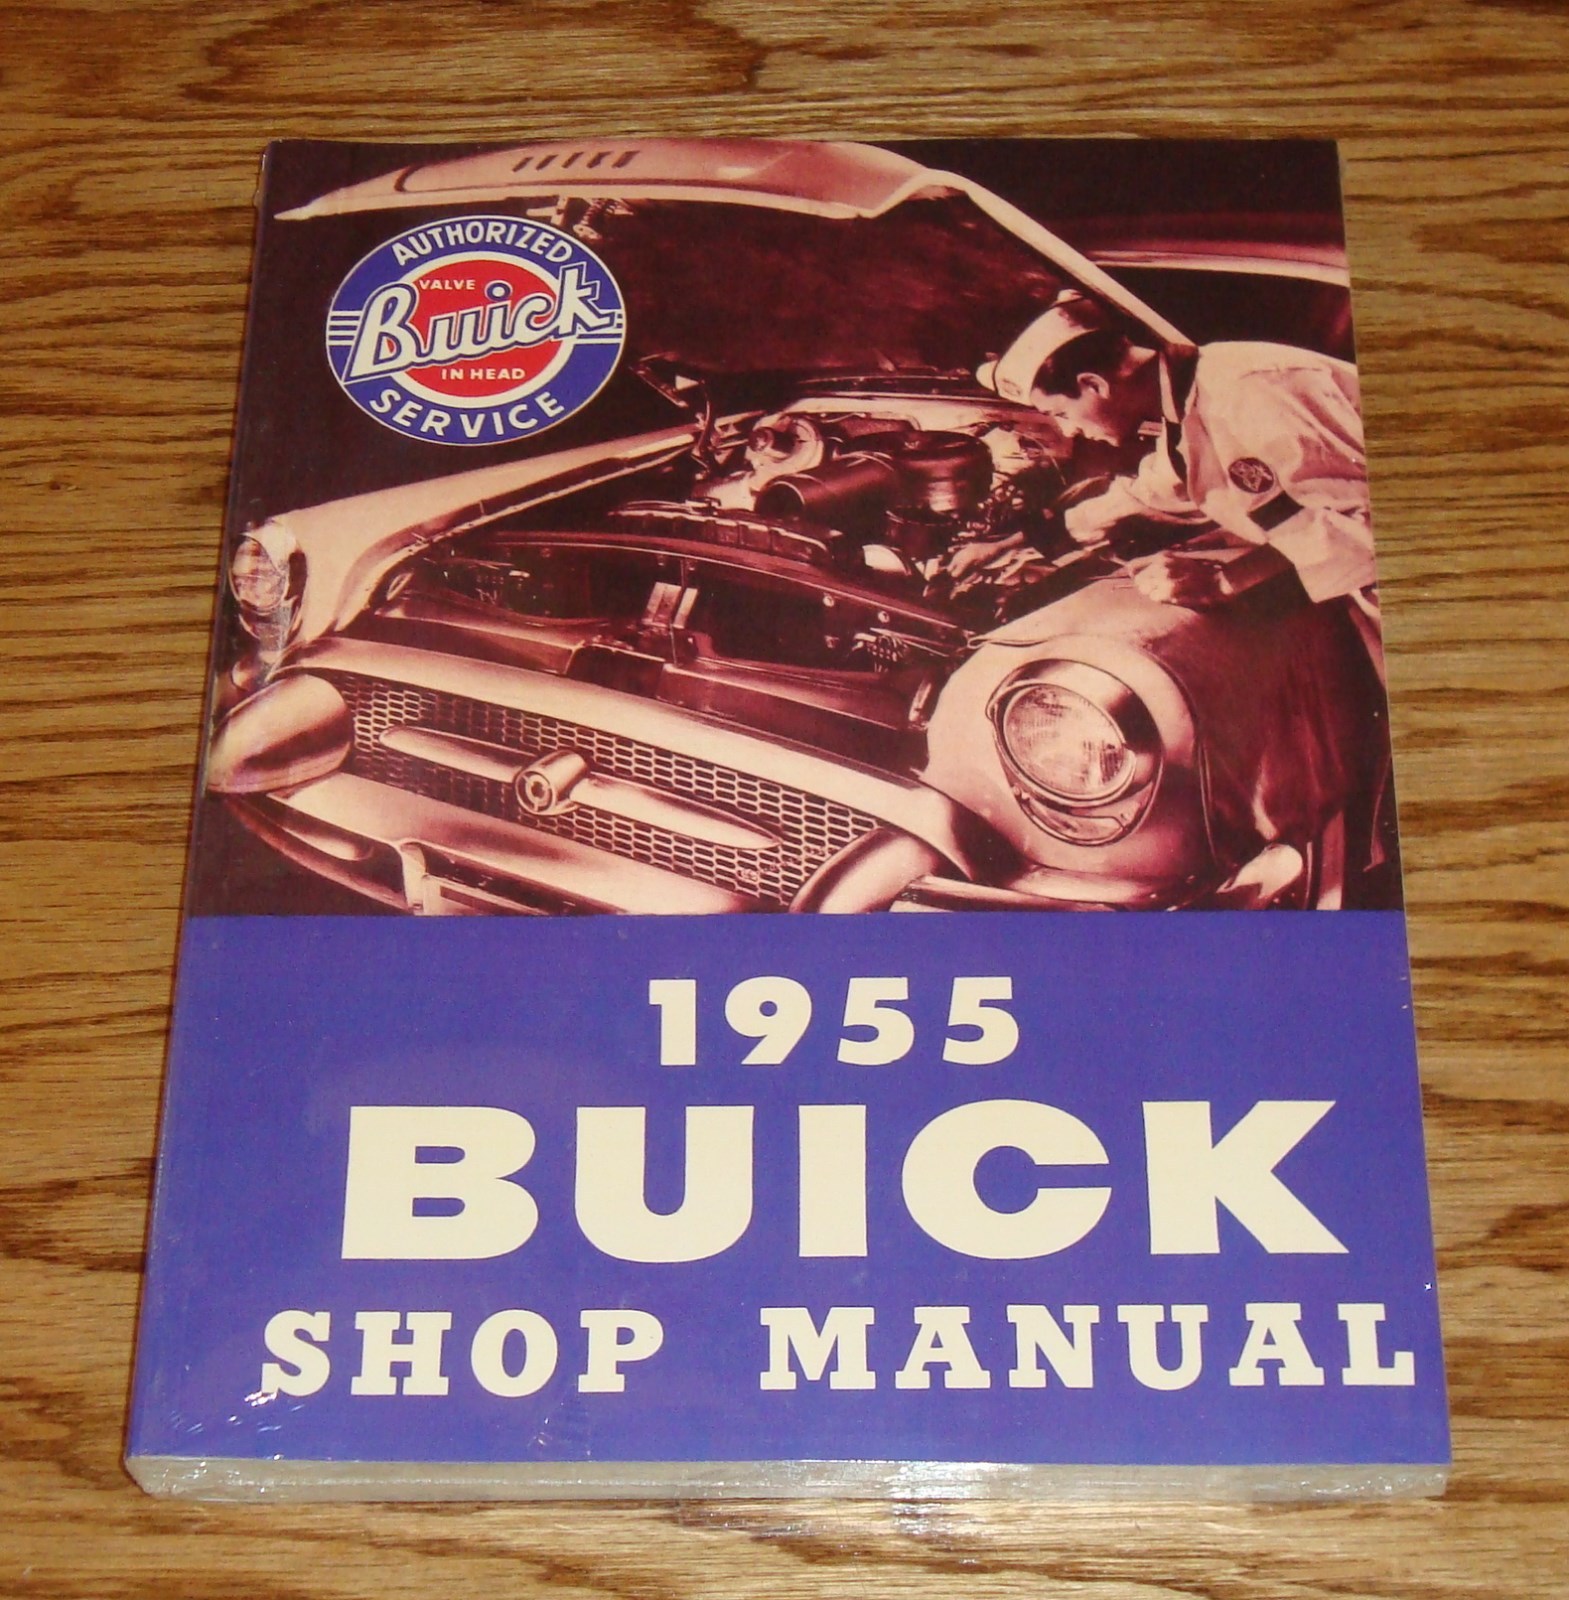 AUTHORIZED
VALVE
Buick
IN HEAD
SERVICE
1955
BUICK
SHOP MANUAL